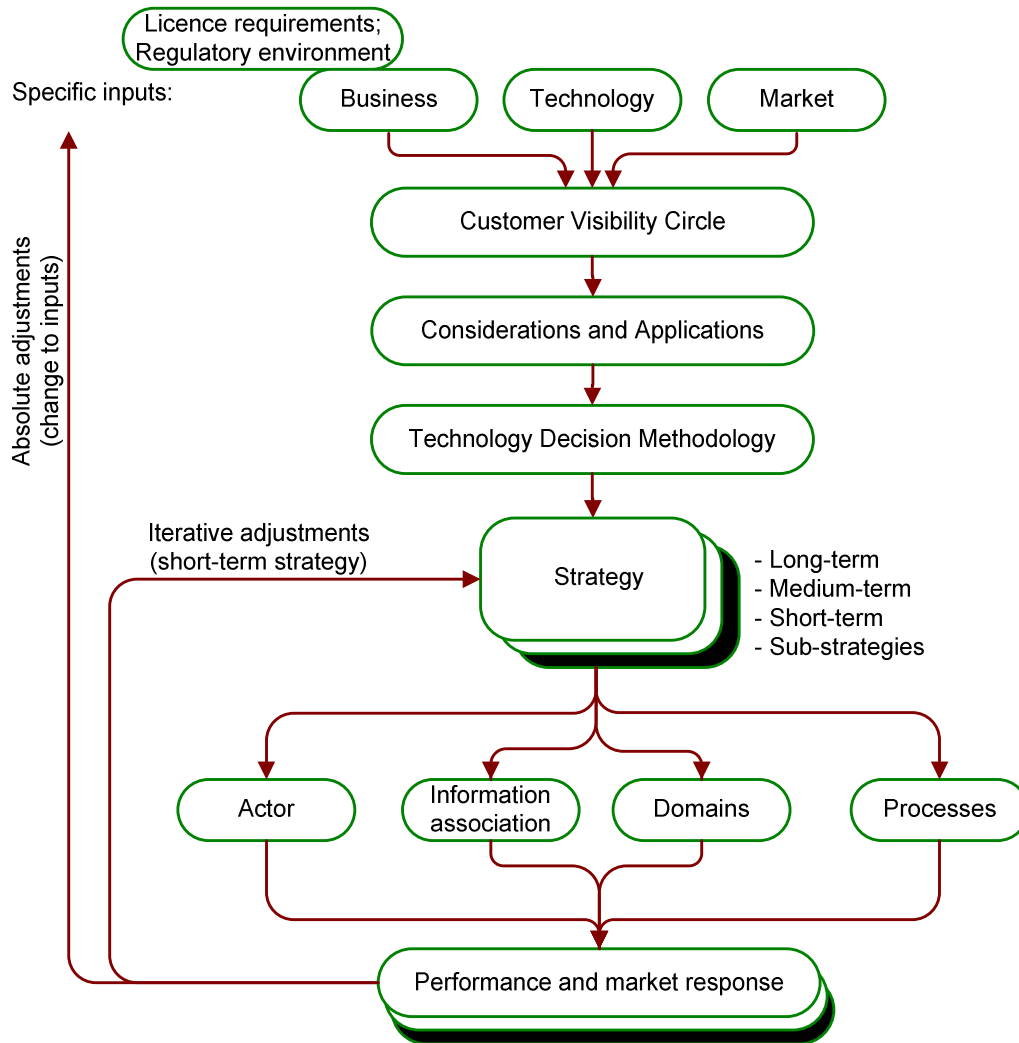 Licence requirements;
Regulatory environment
Specific inputs:
Business
Technology
Market
Customer Visibility Circle
Considerations and Applications
Technology Decision Methodology
Absolute adjustments
(change to inputs)
Iterative adjustments
(short-term strategy)
Strategy
- Long-term
- Medium-term
- Short-term
- Sub-strategies
Actor
Information
association
Domains
Processes
Performance and market response